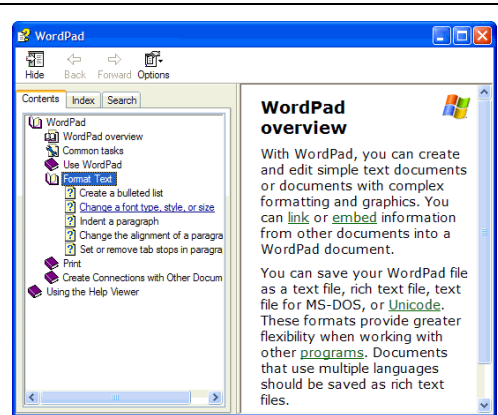 WordPad
Hide Back Forward Options
Contents Index Search
WordPad
WordPad overview
Common tasks
Use WordPad
Format Text
Create a bulleted list
Change a font type, style, or size
Indent a paragraph
Change the alignment of a paragra
Set or remove tab stops in paragra
Print
Create Connections with Other Docum
Using the Help Viewer
WordPad
overview
With WordPad, you can create
and edit simple text documents
or documents with complex
formatting and graphics. You
can link or embed information
from other documents into a
WordPad document.
You can save your WordPad file
as a text file, rich text file, text
file for MS-DOS, or Unicode.
These formats provide greater
flexibility when working with
other programs. Documents
that use multiple languages
should be saved as rich text
files.